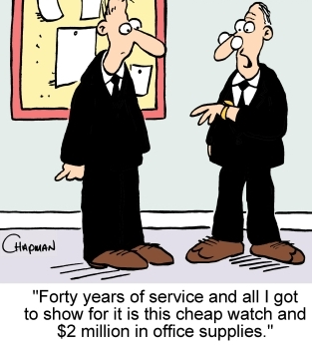 CHAPMAN
"Forty years of service and all I got
to show for it is this cheap watch and
$2 million in office supplies."